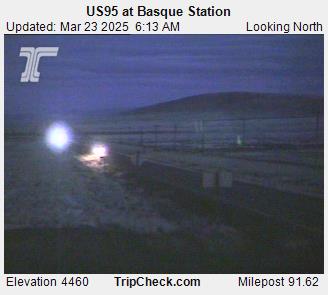 US95 at Basque Station
Updated: Mar 23 2025 6:13 AM Looking North
Elevation 4460 TripCheck.com Milepost 91.62